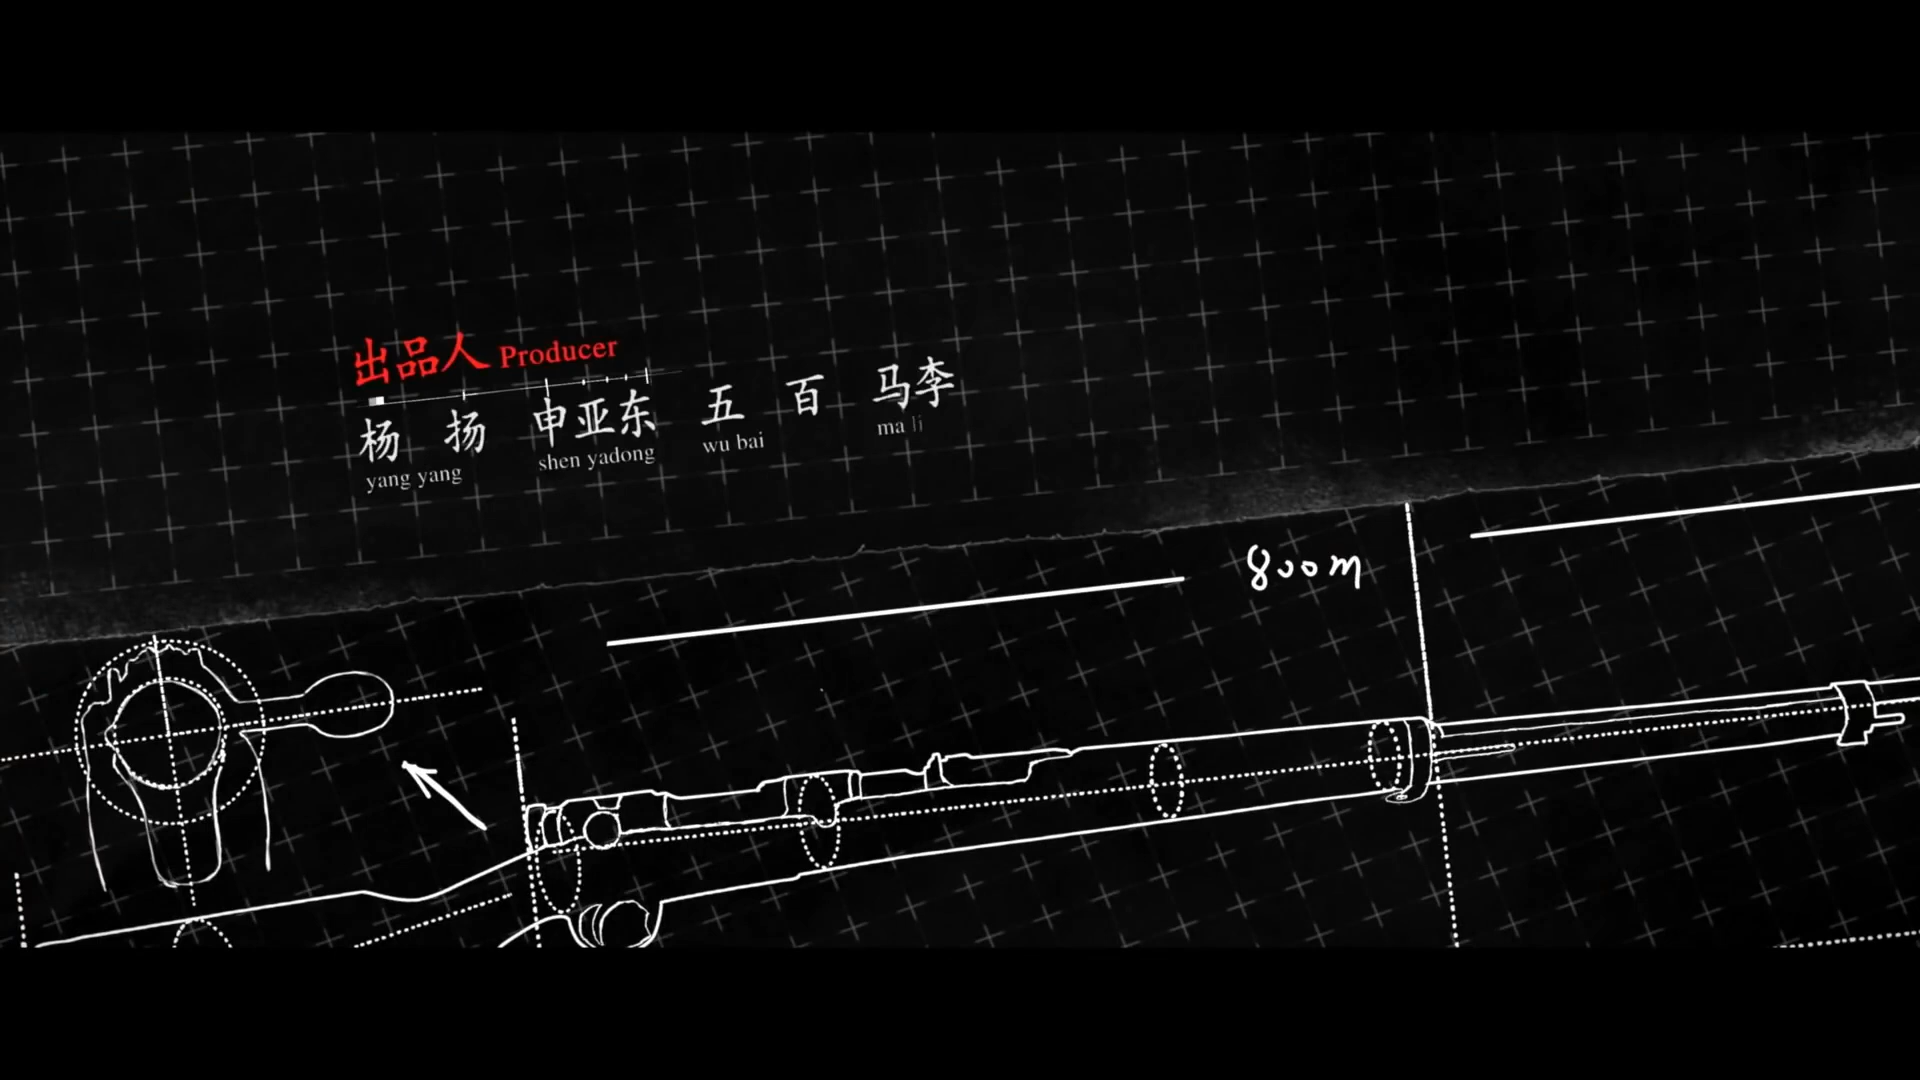 出品人 Producer
杨 扬 申亚东 五 百 马李
yang yang shen yadong wu bai ma li
800m